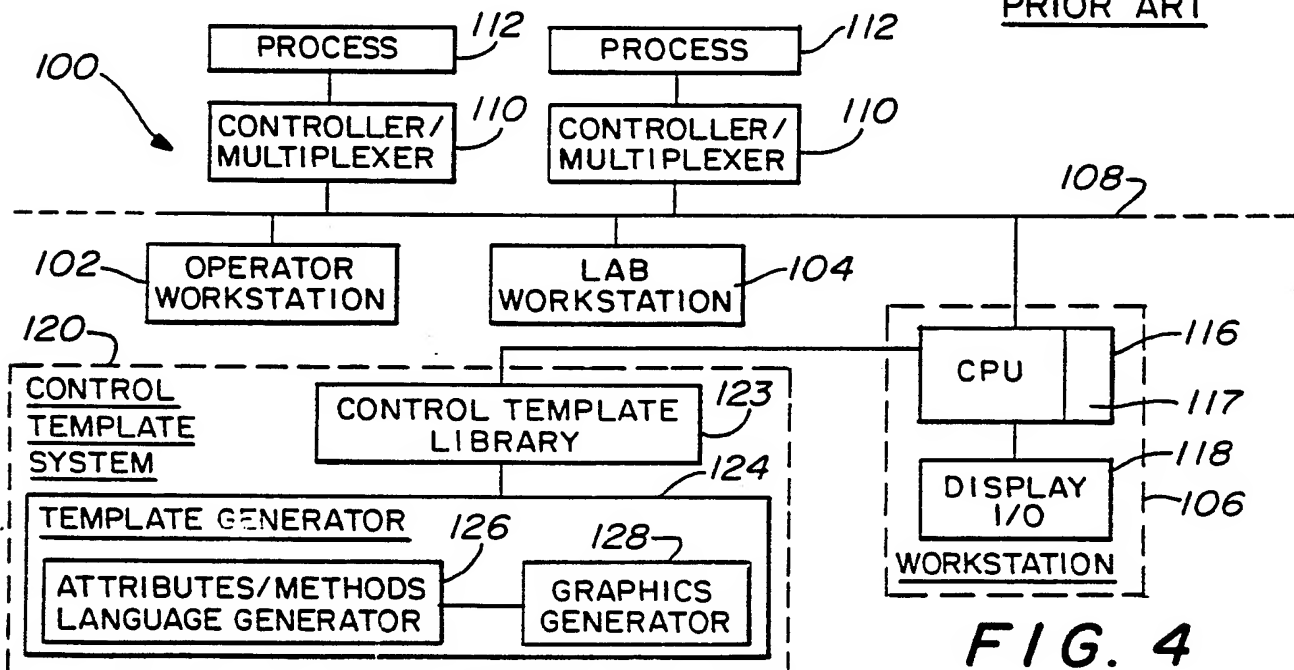 PRIOR ART
100
PROCESS
112
PROCESS
112
CONTROLLER/
MULTIPLEXER
110
CONTROLLER/
MULTIPLEXER
110
108
102
OPERATOR
WORKSTATION
LAB
WORKSTATION
104
120
CONTROL
TEMPLATE
SYSTEM
CONTROL TEMPLATE
LIBRARY
123
124
TEMPLATE GENERATOR
126
128
ATTRIBUTES/METHODS
LANGUAGE GENERATOR
GRAPHICS
GENERATOR
CPU
116
117
118
DISPLAY
I/O
106
WORKSTATION
FIG. 4